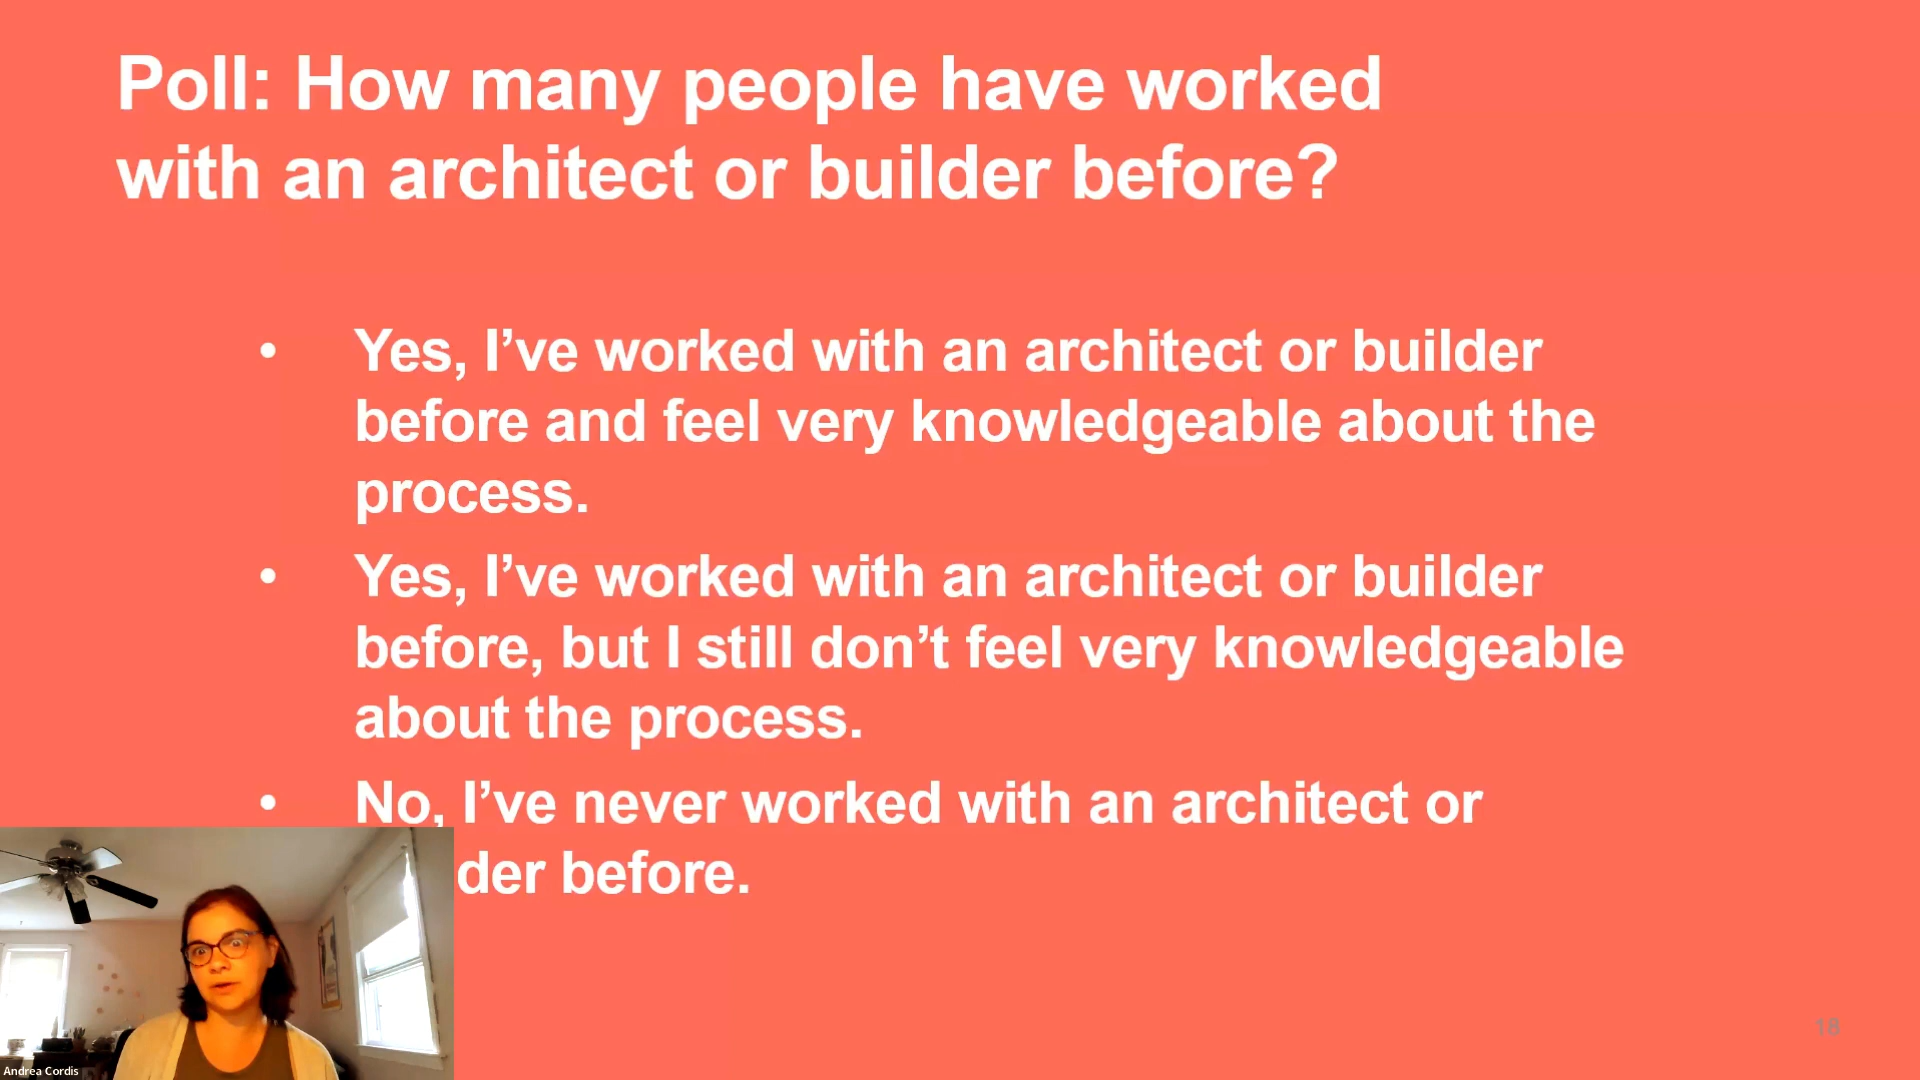 Poll: How many people have worked
with an architect or builder before?
• Yes, I’ve worked with an architect or builder
before and feel very knowledgeable about the
process.
• Yes, I’ve worked with an architect or builder
before, but I still don’t feel very knowledgeable
about the process.
• No, I’ve never worked with an architect or
der before.
Andrea Cordis
18